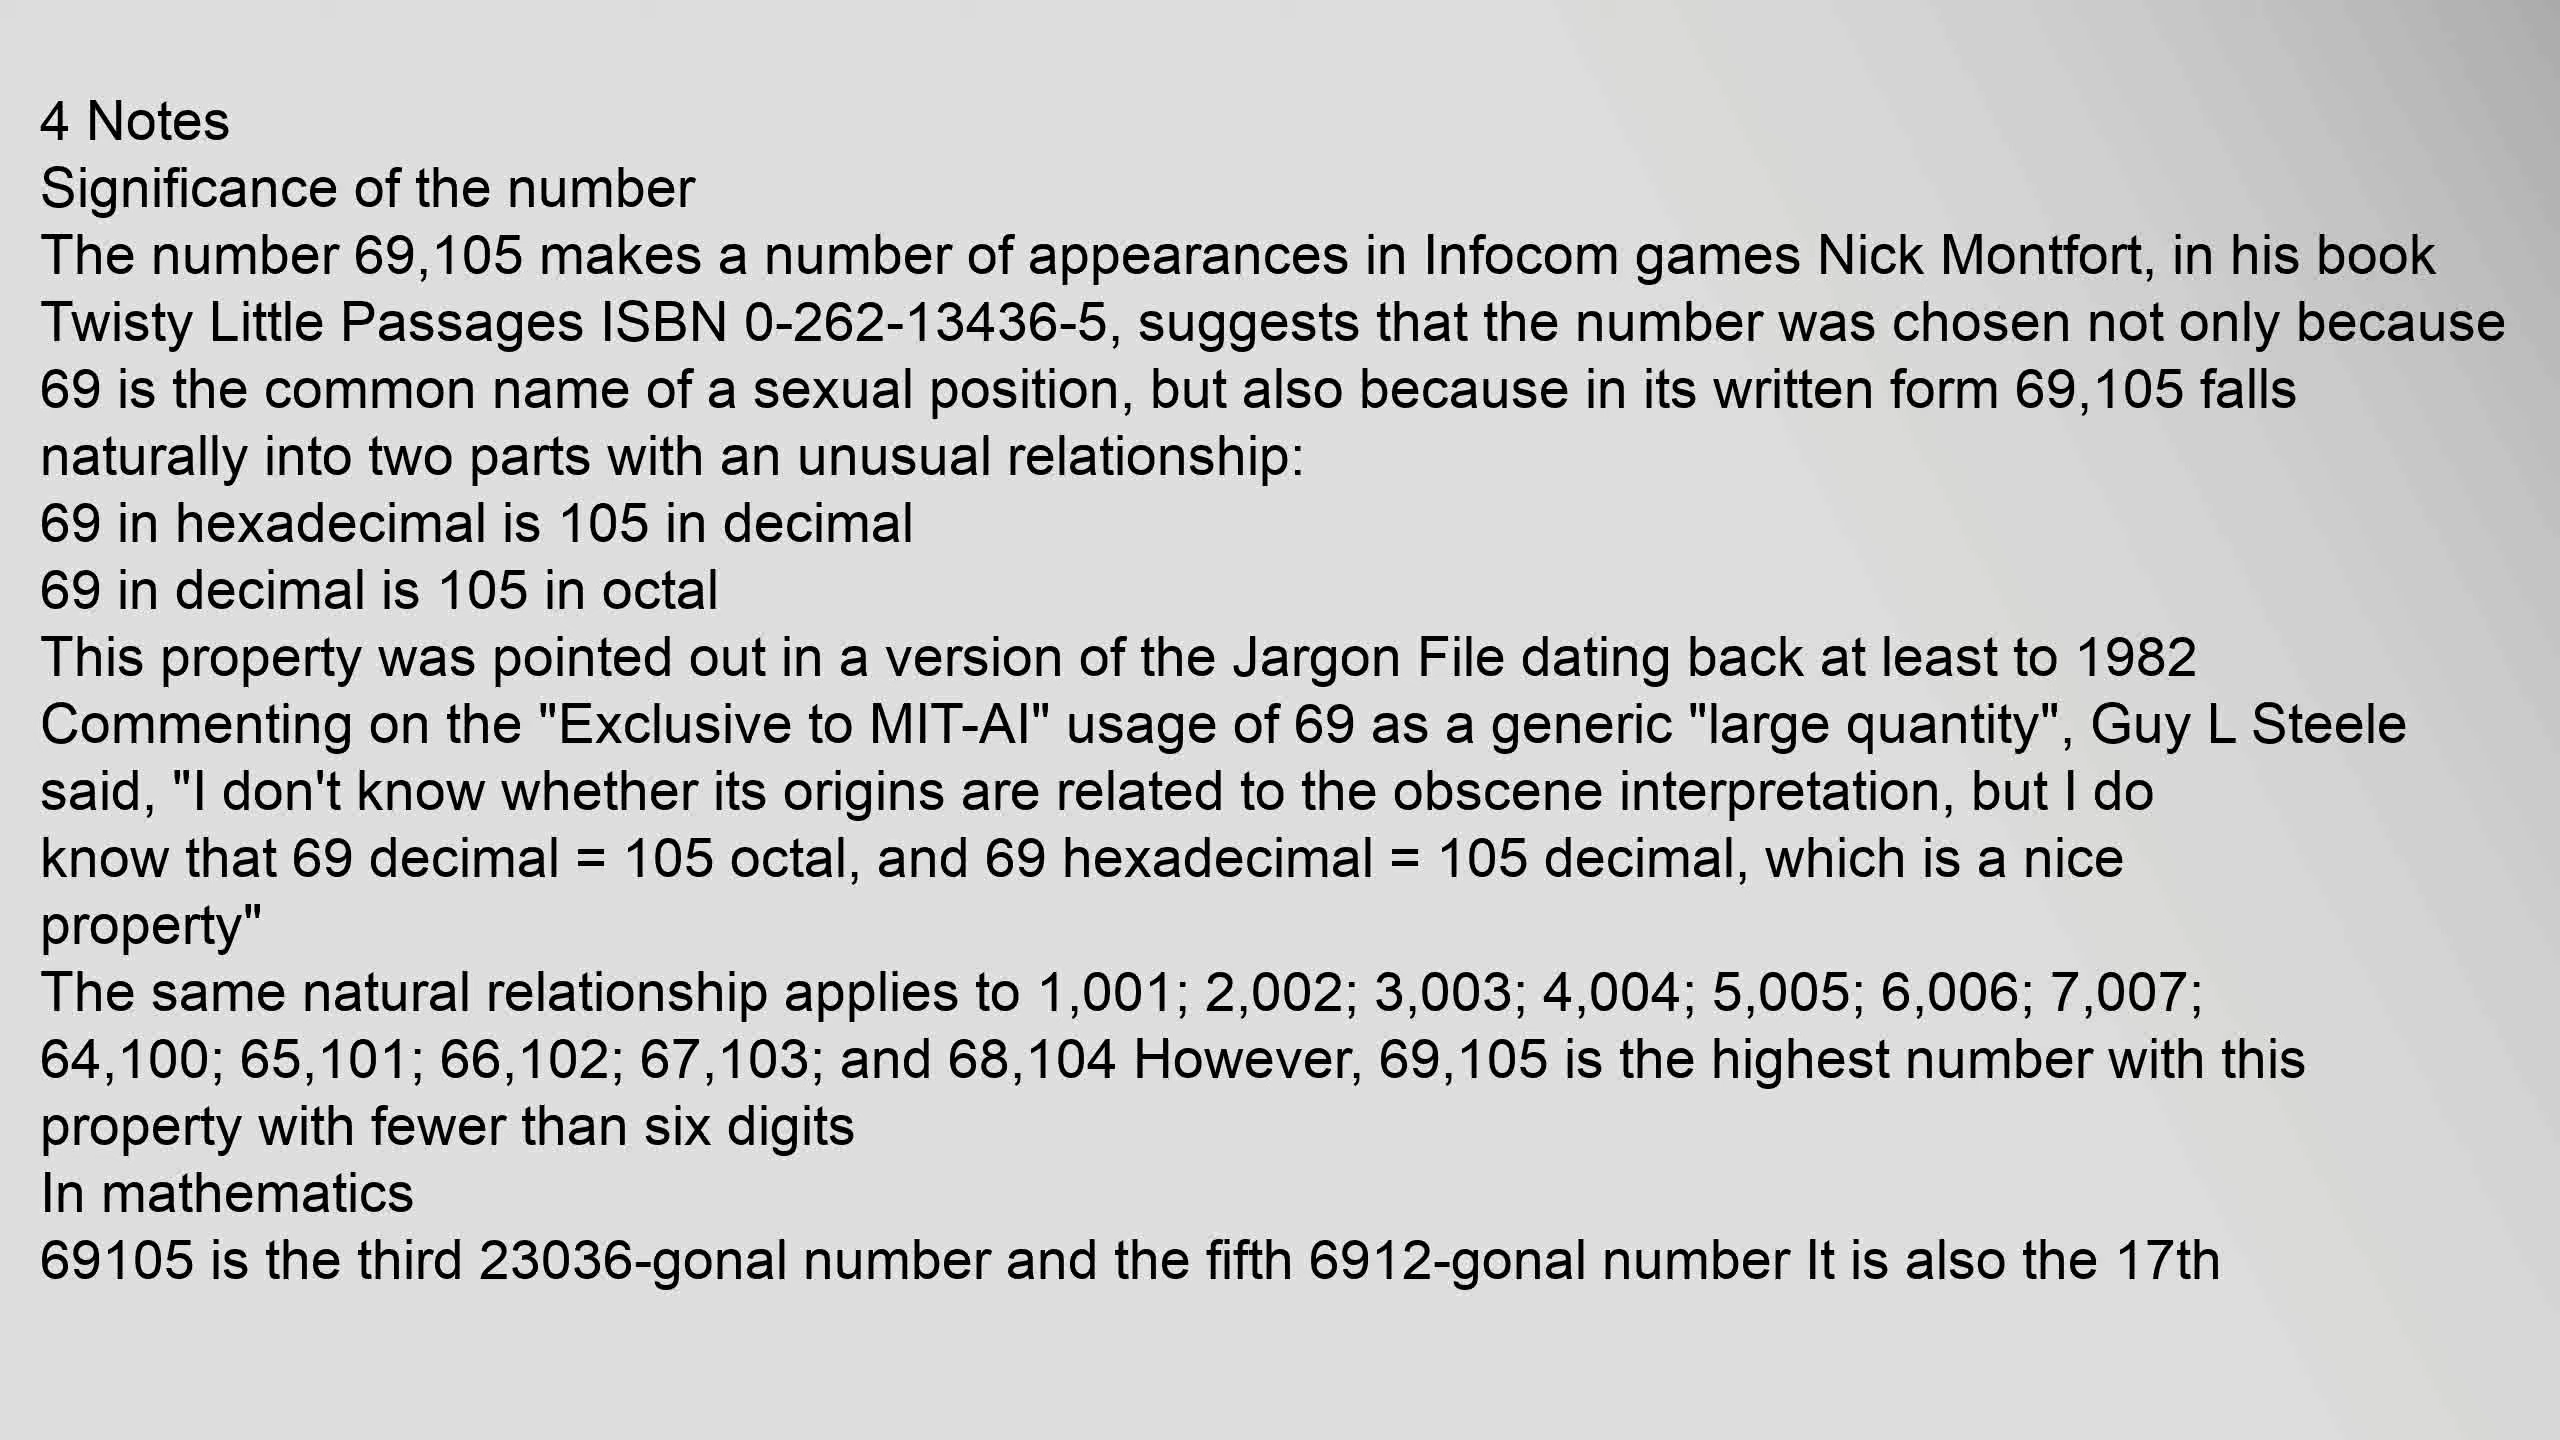 4 Notes
Significance of the number
The number 69,105 makes a number of appearances in Infocom games Nick Montfort, in his book
Twisty Little Passages ISBN 0-262-13436-5, suggests that the number was chosen not only because
69 is the common name of a sexual position, but also because in its written form 69,105 falls
naturally into two parts with an unusual relationship:
69 in hexadecimal is 105 in decimal
69 in decimal is 105 in octal
This property was pointed out in a version of the Jargon File dating back at least to 1982
Commenting on the "Exclusive to MIT-AI" usage of 69 as a generic "large quantity", Guy L Steele
said, "I don't know whether its origins are related to the obscene interpretation, but I do
know that 69 decimal = 105 octal, and 69 hexadecimal = 105 decimal, which is a nice
property"
The same natural relationship applies to 1,001; 2,002; 3,003; 4,004; 5,005; 6,006; 7,007;
64,100; 65,101; 66,102; 67,103; and 68,104 However, 69,105 is the highest number with this
property with fewer than six digits
In mathematics
69105 is the third 23036-gonal number and the fifth 6912-gonal number It is also the 17th